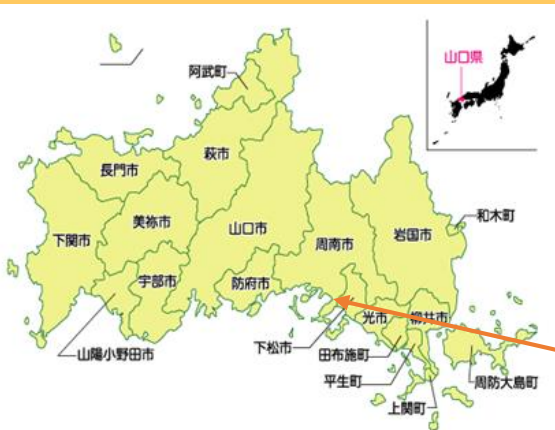 山口県
阿武町
萩市
長門市
和木町
美祢市
山口市
岩国市
下関市
周南市
宇部市
防府市
光市
柳井市
下松市
山陽小野田市
田布施町
平生町
周防大島町
上関町